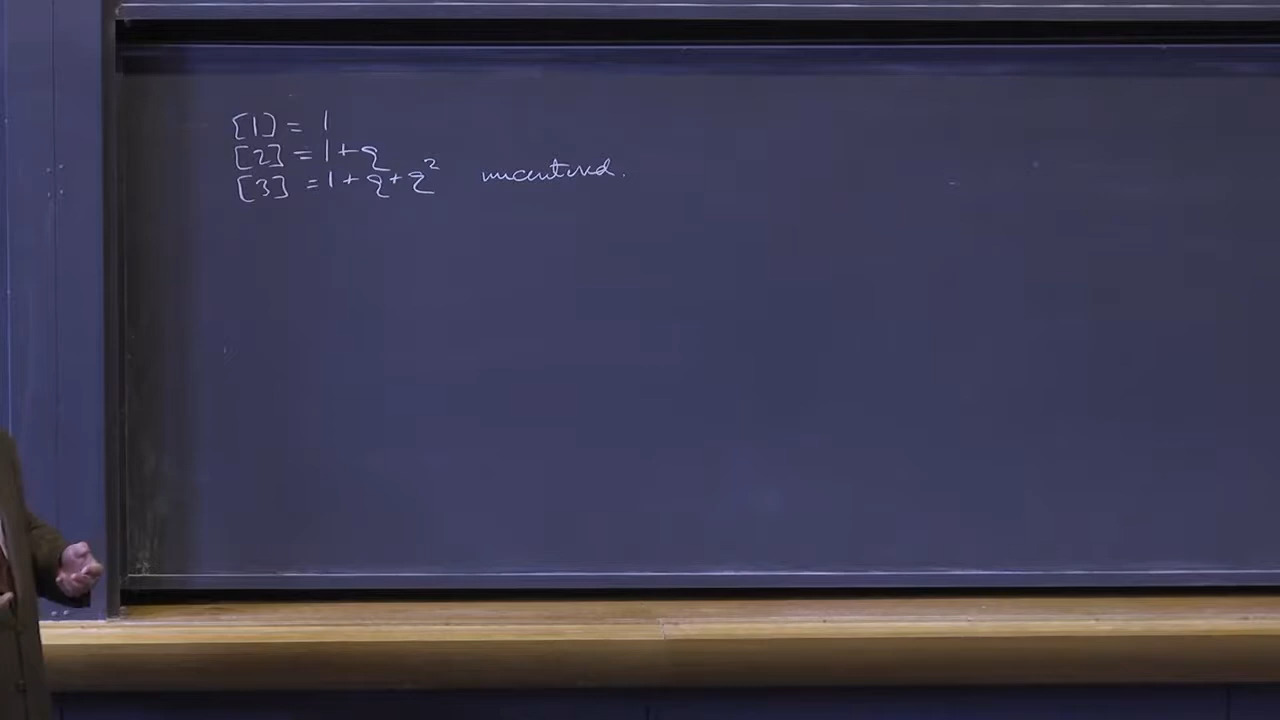 [1] = 1
[2] = 1 + q
[3] = 1 + q + q² uncentered.